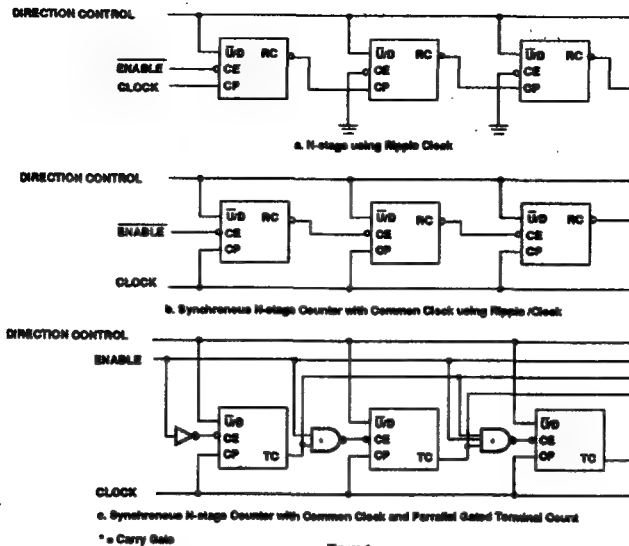 DIRECTION CONTROL
U/D RC U/D RC U/D RC
ENABLE CE CE CE
CLOCK CP CP CP
a. N-stage using Ripple Clock
DIRECTION CONTROL
U/D RC U/D RC U/D RC
ENABLE CE CE CE
CP CP CP
CLOCK
b. Synchronous N-stage Counter with Common Clock using Ripple /Clock
DIRECTION CONTROL
ENABLE
U/D U/D U/D
CE * CE * CE
CP CP CP
TC TC TC
CLOCK
c. Synchronous N-stage Counter with Common Clock and Parrallel Gated Terminal Count
* = Carry Gate